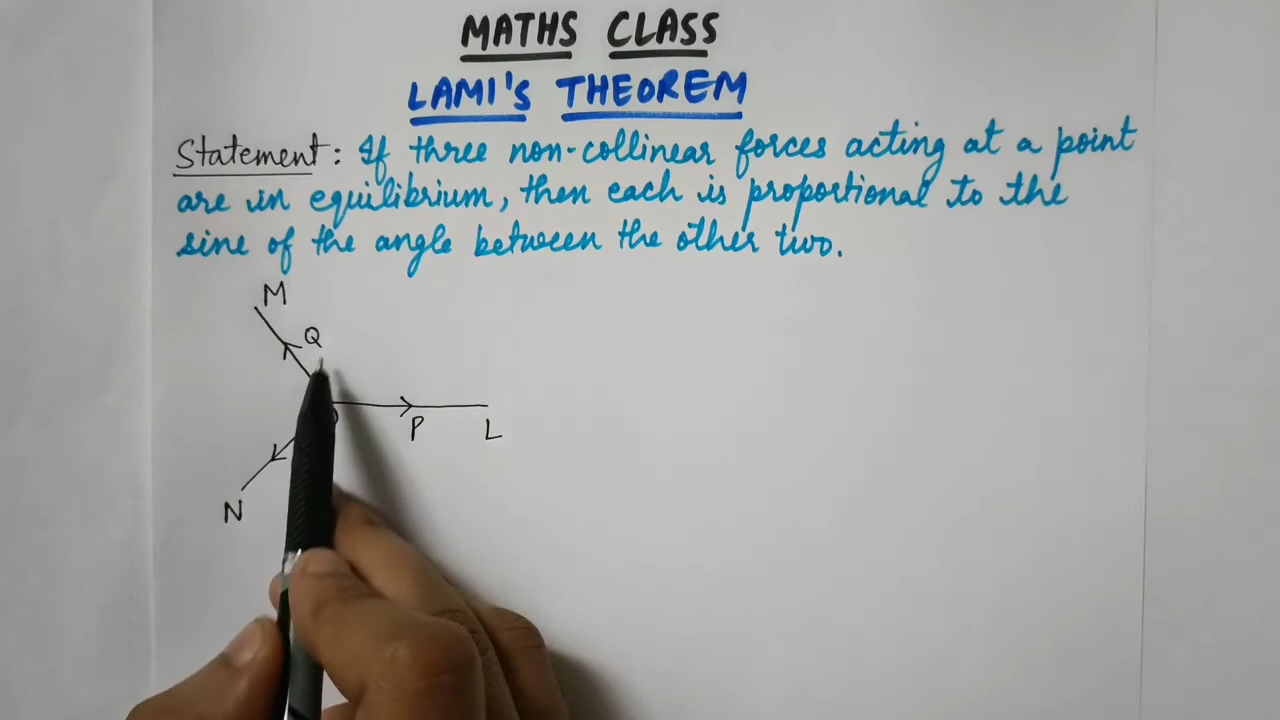 MATHS CLASS
LAMI'S THEOREM
Statement: If three non-collinear forces acting at a point
are in equilibrium, then each is proportional to the
sine of the angle between the other two.
M
Q
P
L
N